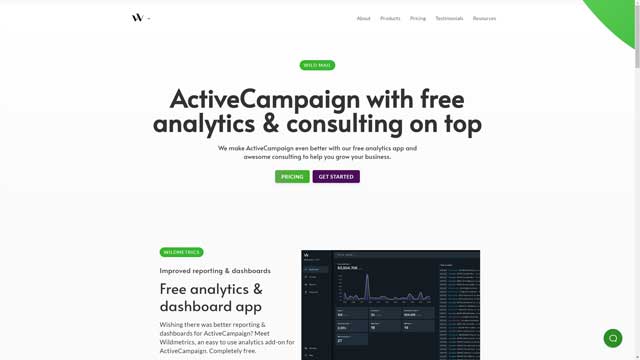 About Products Pricing Testimonials Resources
WILD MAIL
ActiveCampaign with free
analytics & consulting on top
We make ActiveCampaign even better with our free analytics app and
awesome consulting to help you grow your business.
PRICING GET STARTED
WILDMETRICS
Improved reporting & dashboards
Free analytics &
dashboard app
Wishing there was better reporting &
dashboards for ActiveCampaign? Meet
Wildmetrics, an easy to use analytics add-on for
ActiveCampaign. Completely free.